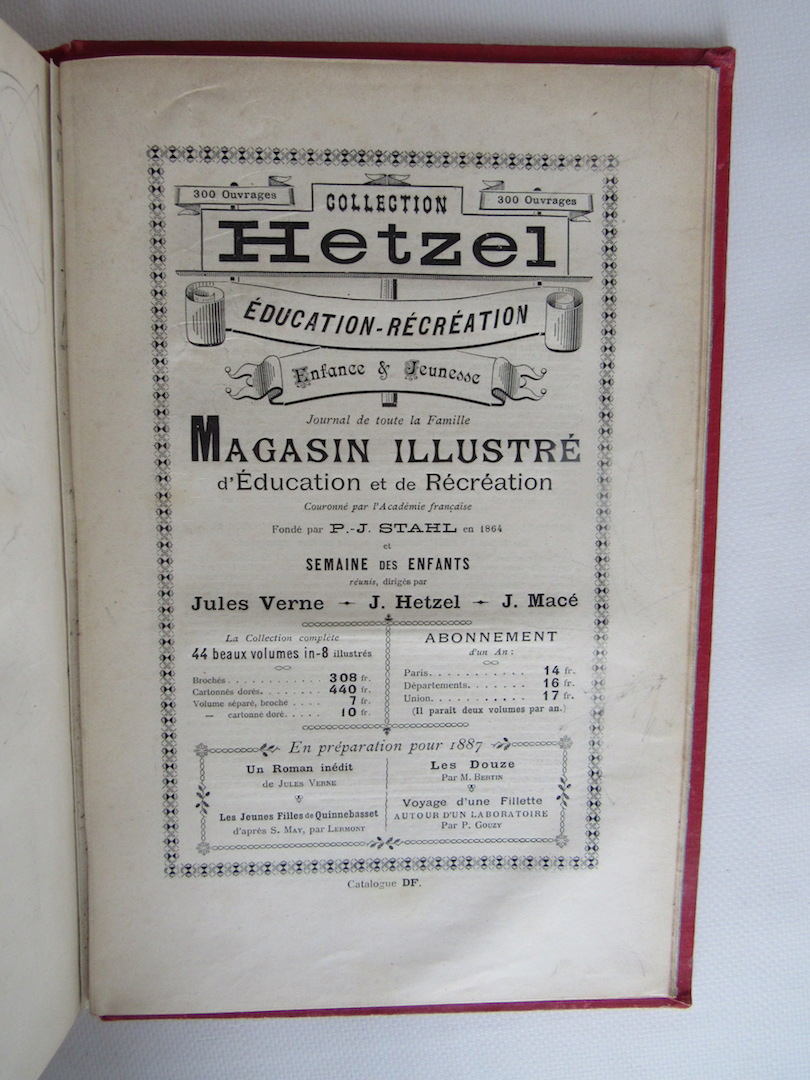 300 Ouvrages
COLLECTION
300 Ouvrages
Hetzel
ÉDUCATION-RÉCRÉATION
Enfance & Jeunesse
Journal de toute la Famille
MAGASIN ILLUSTRÉ
d'Éducation et de Récréation
Couronné par l'Académie française
Fondé par P.-J. STAHL en 1864
et
SEMAINE DES ENFANTS
réunis, dirigés par
Jules Verne - J. Hetzel - J. Macé
La Collection complète
44 beaux volumes in-8 illustrés
Brochés . . . . . . . . . . . . 308 fr.
Cartonnés dorés. . . . . . . . 440 fr.
Volume séparé, broche . . . . 7 fr.
— cartonné doré. . . . . 10 fr.
ABONNEMENT
d'un An :
Paris. . . . . . . . . . . 14 fr.
Départements. . . . . . . 16 fr.
Union. . . . . . . . . . 17 fr.
(Il paraît deux volumes par an.)
En préparation pour 1887
Un Roman inédit
de JULES VERNE
Les Jeunes Filles de Quinnebasset
d'après S. MAY, par LERMONT
Les Douze
Par M. BERTIN
Voyage d'une Fillette
AUTOUR D'UN LABORATOIRE
Par P. GOUZY
Catalogue DF.